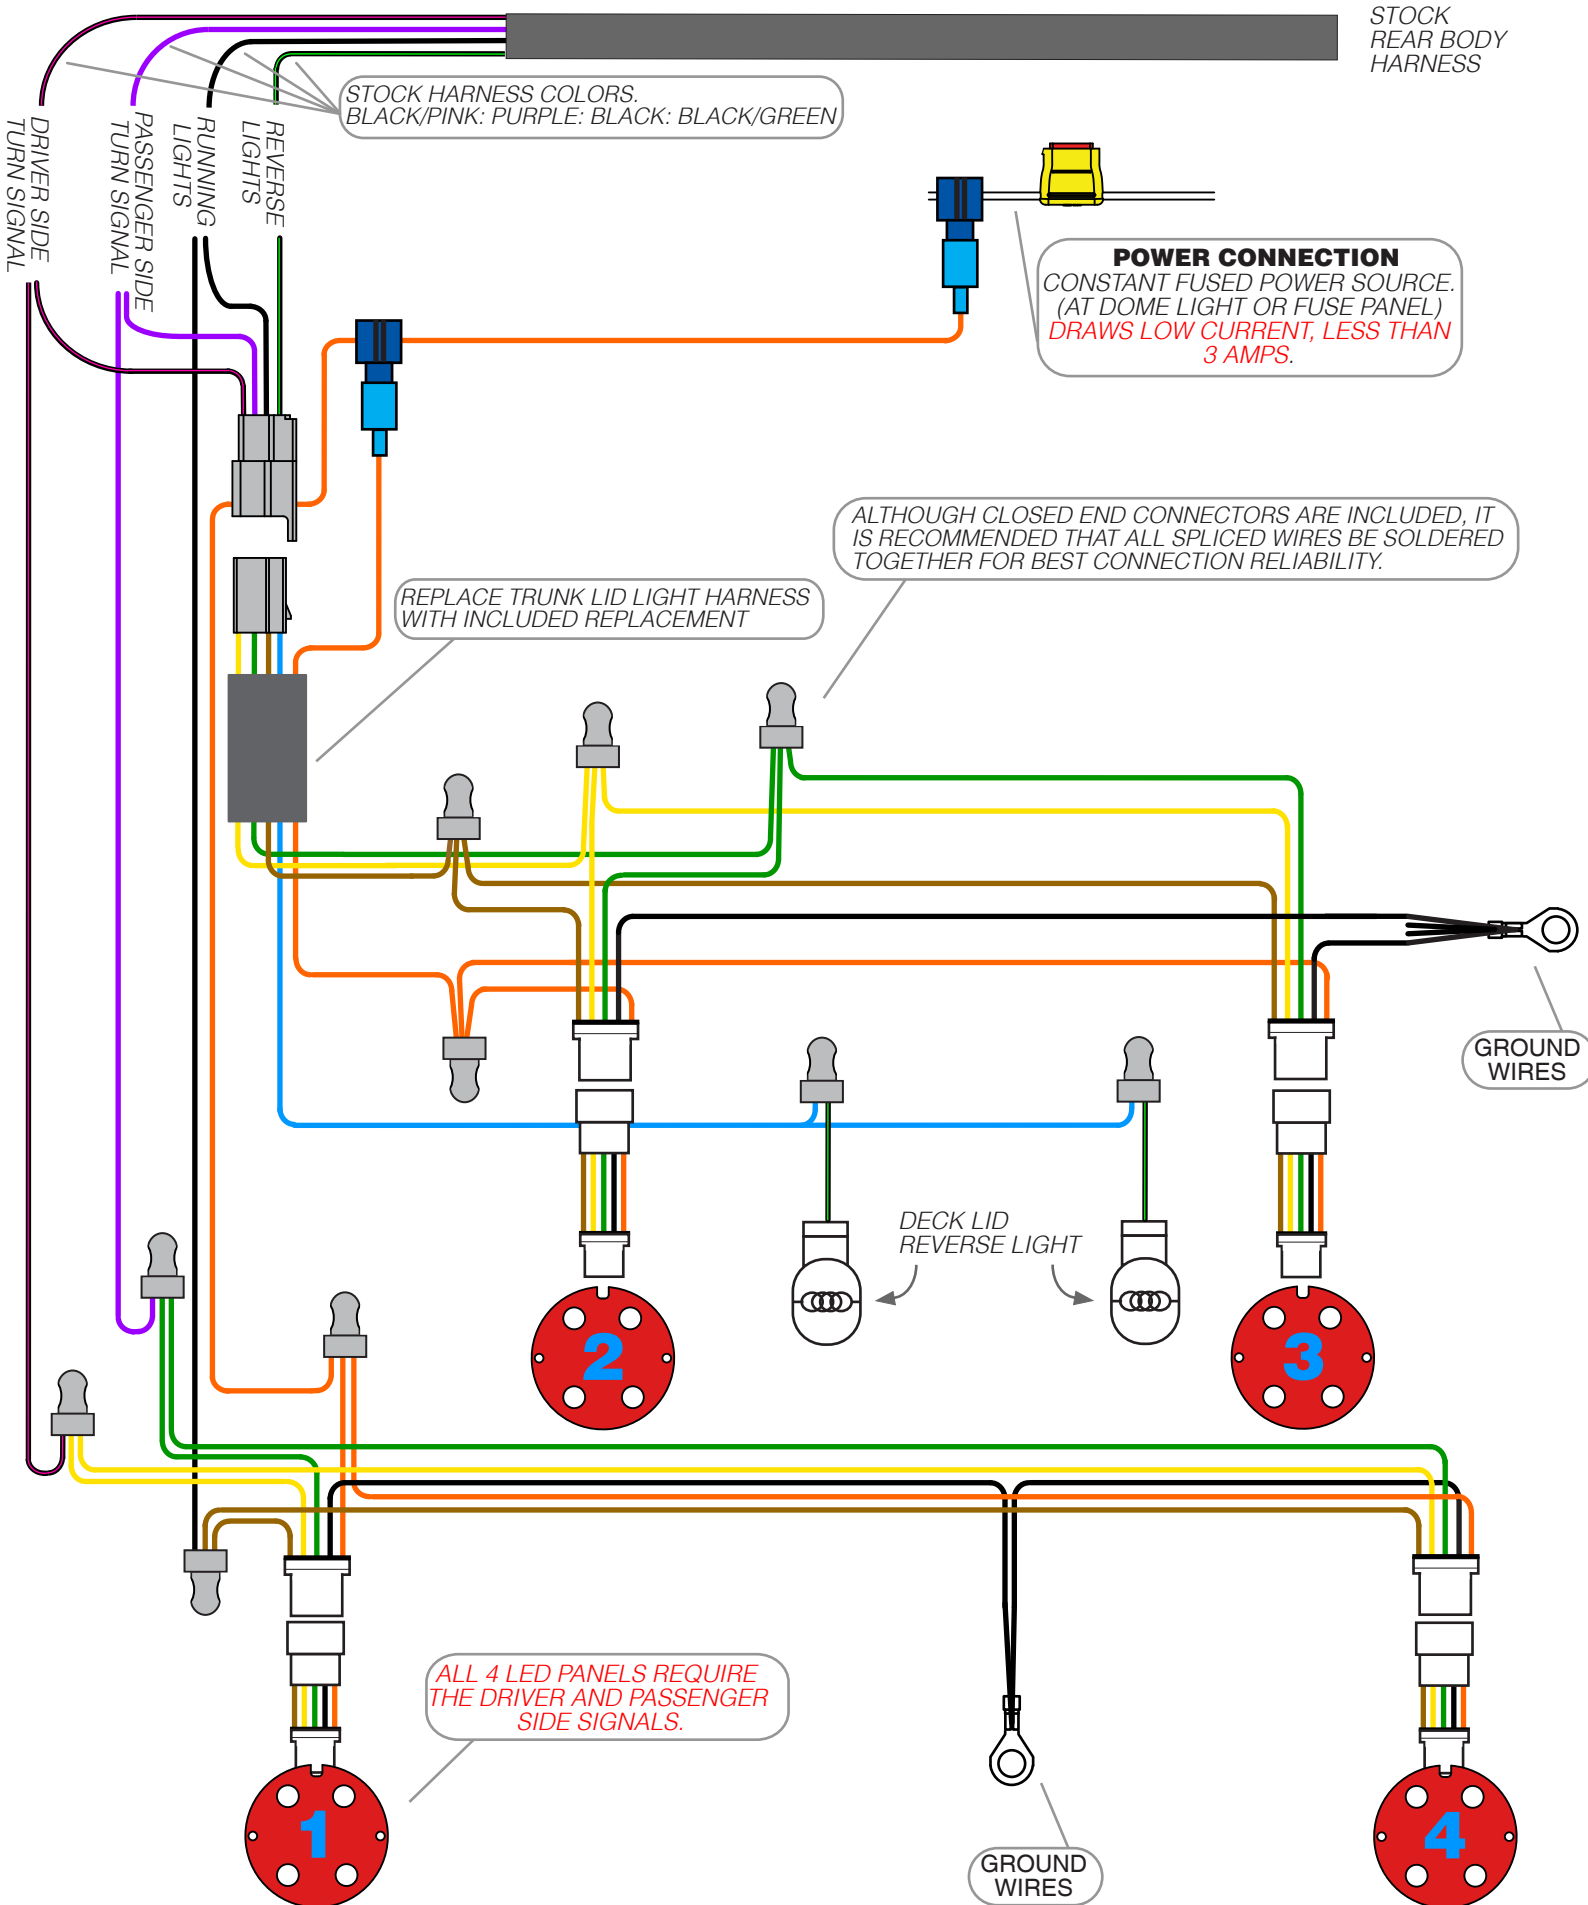 STOCK
REAR BODY
HARNESS
STOCK HARNESS COLORS.
BLACK/PINK: PURPLE: BLACK: BLACK/GREEN
DRIVER SIDE
TURN SIGNAL
PASSENGER SIDE
TURN SIGNAL
RUNNING
LIGHTS
REVERSE
LIGHTS
POWER CONNECTION
CONSTANT FUSED POWER SOURCE.
(AT DOME LIGHT OR FUSE PANEL)
DRAWS LOW CURRENT, LESS THAN
3 AMPS.
ALTHOUGH CLOSED END CONNECTORS ARE INCLUDED, IT
IS RECOMMENDED THAT ALL SPLICED WIRES BE SOLDERED
TOGETHER FOR BEST CONNECTION RELIABILITY.
REPLACE TRUNK LID LIGHT HARNESS
WITH INCLUDED REPLACEMENT
GROUND
WIRES
DECK LID
REVERSE LIGHT
2
3
ALL 4 LED PANELS REQUIRE
THE DRIVER AND PASSENGER
SIDE SIGNALS.
1
4
GROUND
WIRES